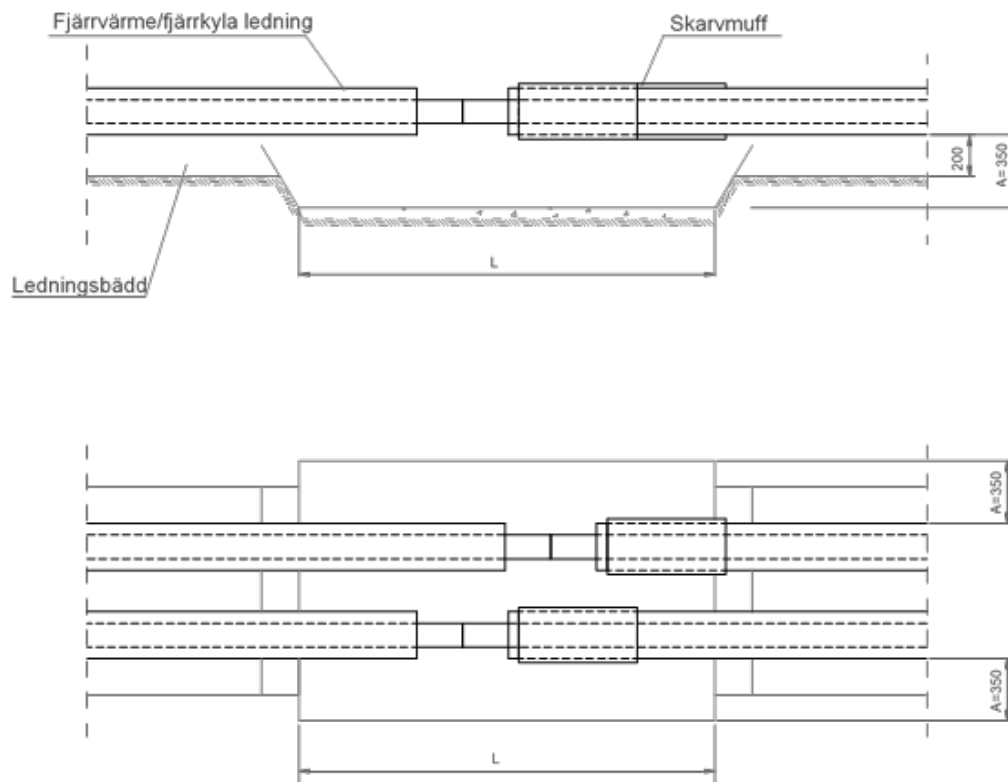 Fjärrvärme/fjärrkyla ledning
Skarvmuff
200
A=350
L
Ledningsbädd
A=350
A=350
L